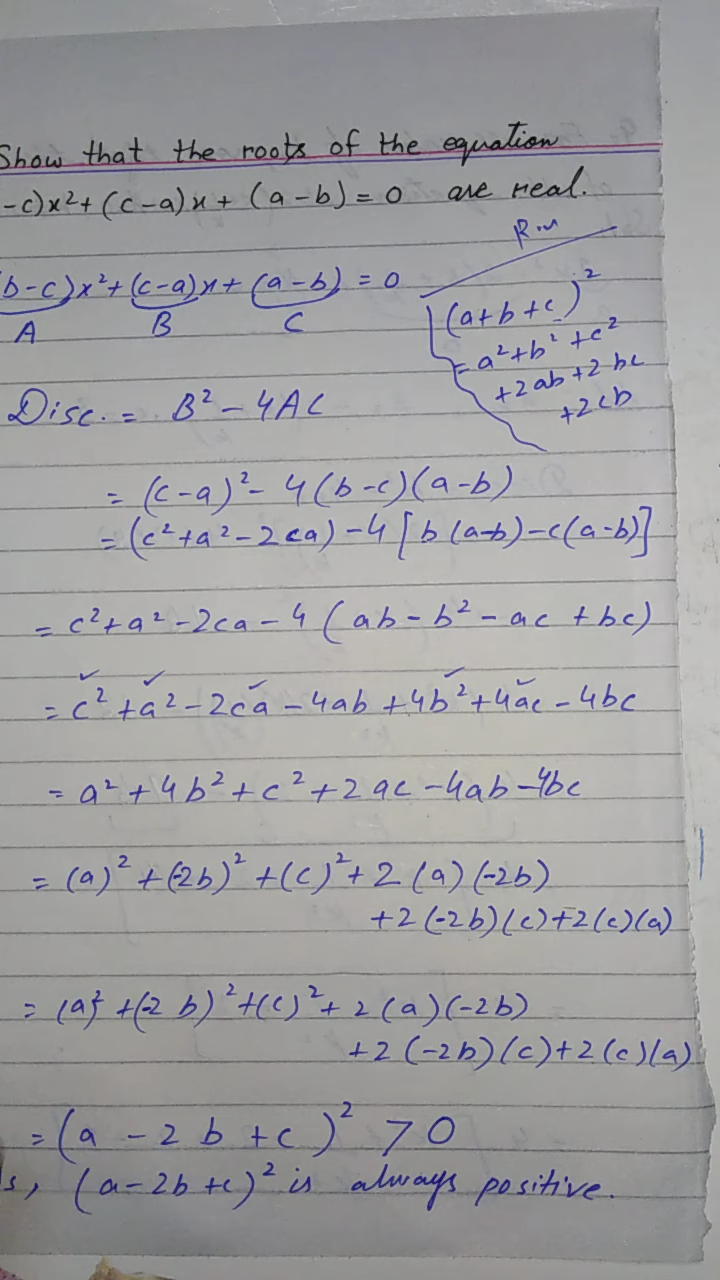 Show that the roots of the equation
-c)x²+(c-a)x+(a-b)=0 are real.
R.w
b-c)x²+(c-a)x+(a-b)=0
A B C
(a+b+c)²
=a²+b²+c²
+2ab+2bc
+2cb
Disc. = B²-4AC
= (c-a)²-4(b-c)(a-b)
= (c²+a²-2ca)-4[b(a-b)-c(a-b)]
= c²+a²-2ca-4(ab-b²-ac+bc)
= c²+a²-2ca-4ab+4b²+4ac-4bc
= a²+4b²+c²+2ac-4ab-4bc
= (a)²+(-2b)²+(c)²+2(a)(-2b)
+2(-2b)(c)+2(c)(a)
= (a)²+(-2b)²+(c)²+2(a)(-2b)
+2(-2b)(c)+2(c)(a)
= (a-2b+c)²>0
s, (a-2b+c)² is always positive.